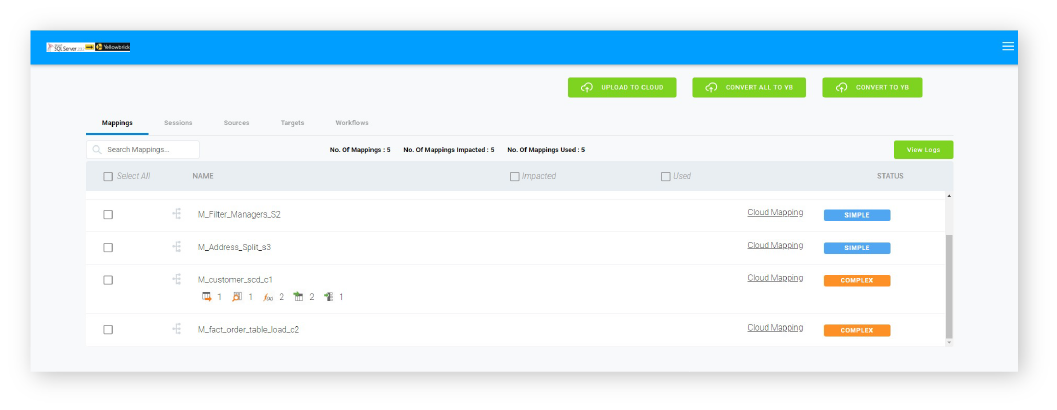 SQL Server Yellowbrick
UPLOAD TO CLOUD CONVERT ALL TO YB CONVERT TO YB
Mappings Sessions Sources Targets Workflows
Search Mappings... No. Of Mappings : 5 No. Of Mappings Impacted : 5 No. Of Mappings Used : 5 View Logs
Select All NAME Impacted Used STATUS
M_Filter_Managers_S2 Cloud Mapping SIMPLE
M_Address_Split_s3 Cloud Mapping SIMPLE
M_customer_scd_c1 Cloud Mapping COMPLEX
1 1 f(x) 2 2 1
M_fact_order_table_load_c2 Cloud Mapping COMPLEX